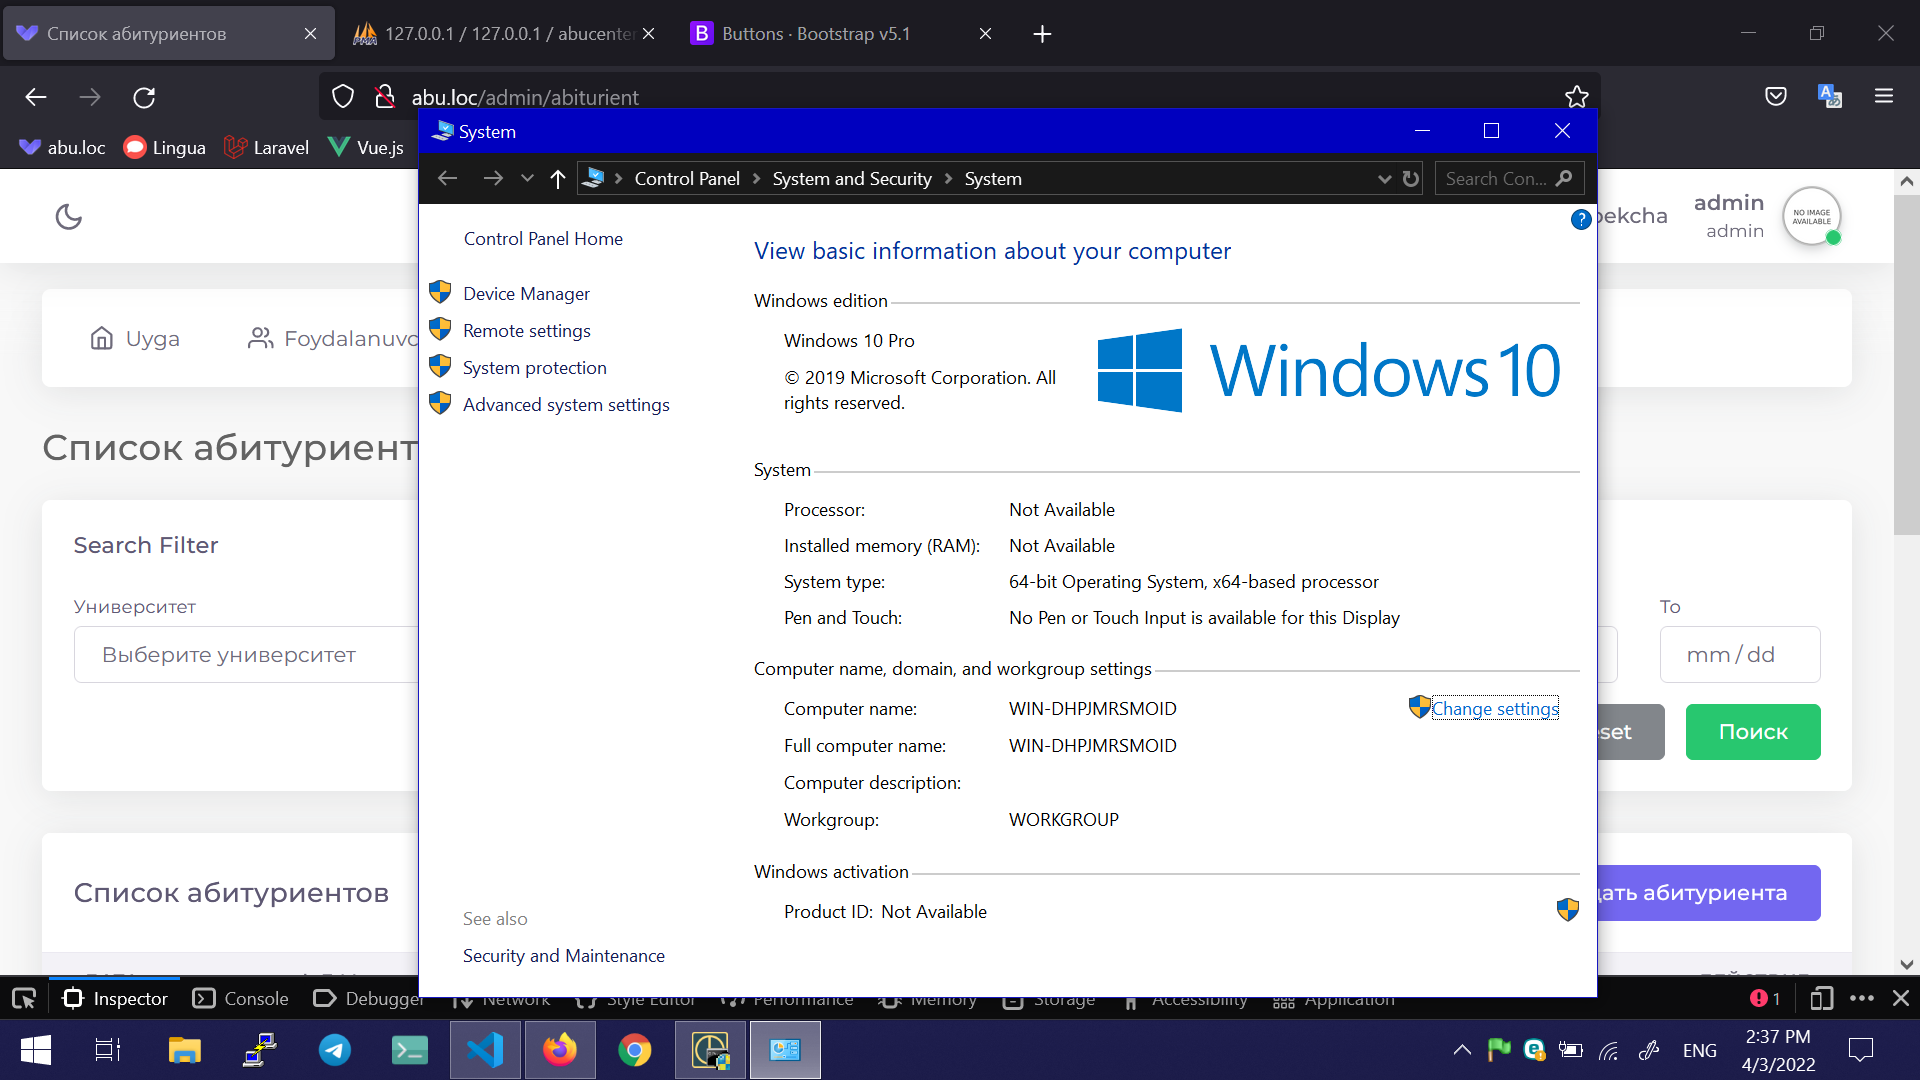 Список абитуриентов
127.0.0.1 / 127.0.0.1 / abucenter
Buttons · Bootstrap v5.1
abu.loc/admin/abiturient
abu.loc
Lingua
Laravel
Vue.js
System
Control Panel
System and Security
System
Search Con...
admin
admin
NO IMAGE
AVAILABLE
Control Panel Home
Device Manager
Remote settings
System protection
Advanced system settings
See also
Security and Maintenance
View basic information about your computer
Windows edition
Windows 10 Pro
© 2019 Microsoft Corporation. All
rights reserved.
Windows 10
System
Processor: Not Available
Installed memory (RAM): Not Available
System type: 64-bit Operating System, x64-based processor
Pen and Touch: No Pen or Touch Input is available for this Display
Computer name, domain, and workgroup settings
Computer name: WIN-DHPJMRSMOID
Change settings
Full computer name: WIN-DHPJMRSMOID
Computer description:
Workgroup: WORKGROUP
Windows activation
Product ID: Not Available
Uyga
Foydalanuvc
Список абитуриент
Search Filter
Университет
Выберите университет
To
mm / dd
eset
Поиск
Список абитуриентов
дать абитуриента
Inspector
Console
Debugger
Network
Style Editor
Performance
Memory
Storage
Accessibility
Application
1
ENG
2:37 PM
4/3/2022